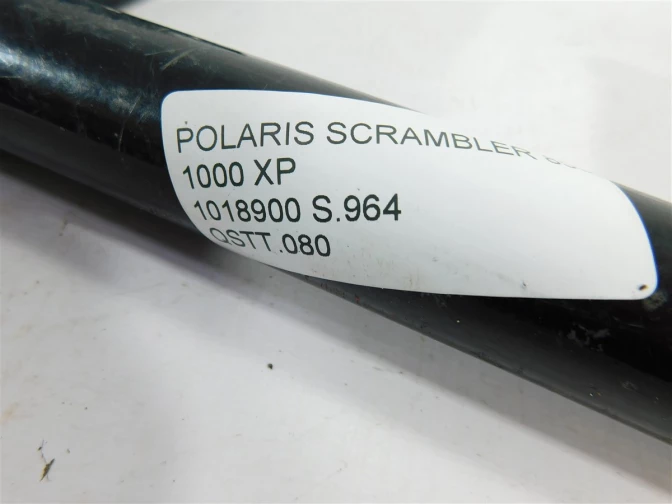 POLARIS SCRAMBLER
1000 XP
1018900 S.964
QSTT.080